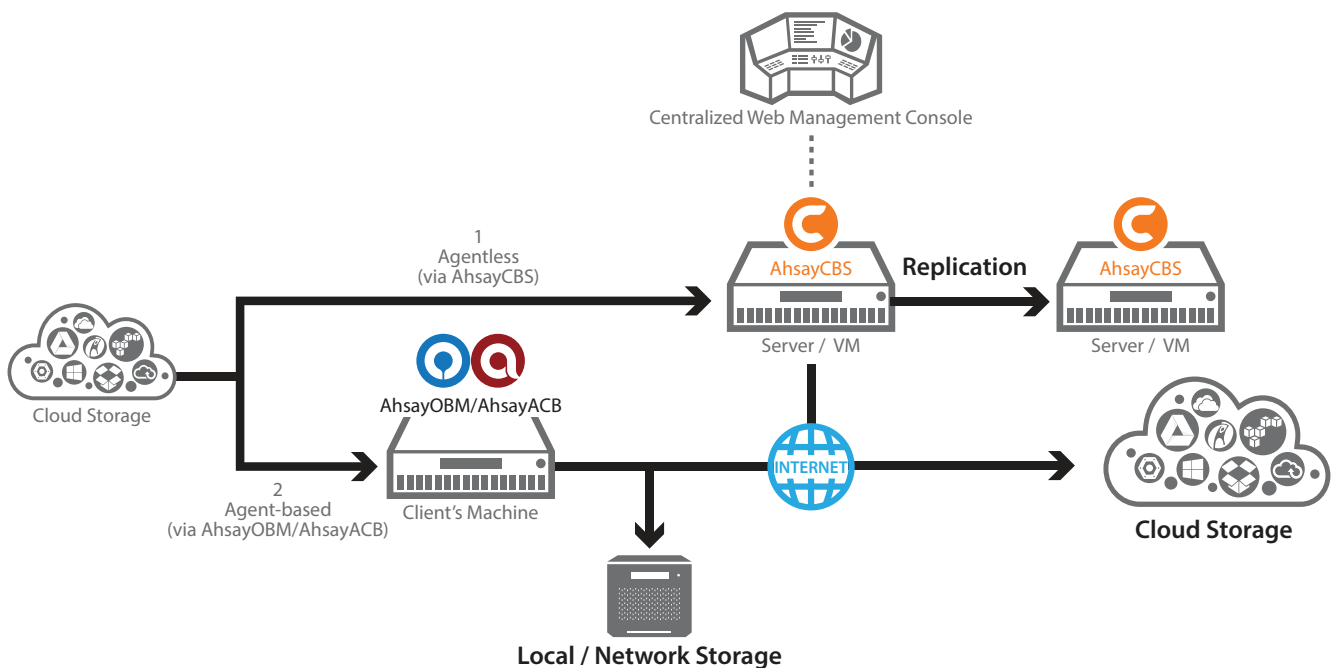 Centralized Web Management Console
1
Agentless
(via AhsayCBS)
AhsayCBS
Replication
AhsayCBS
Server / VM
Server / VM
Cloud Storage
AhsayOBM/AhsayACB
INTERNET
2
Agent-based
(via AhsayOBM/AhsayACB)
Client's Machine
Cloud Storage
Local / Network Storage